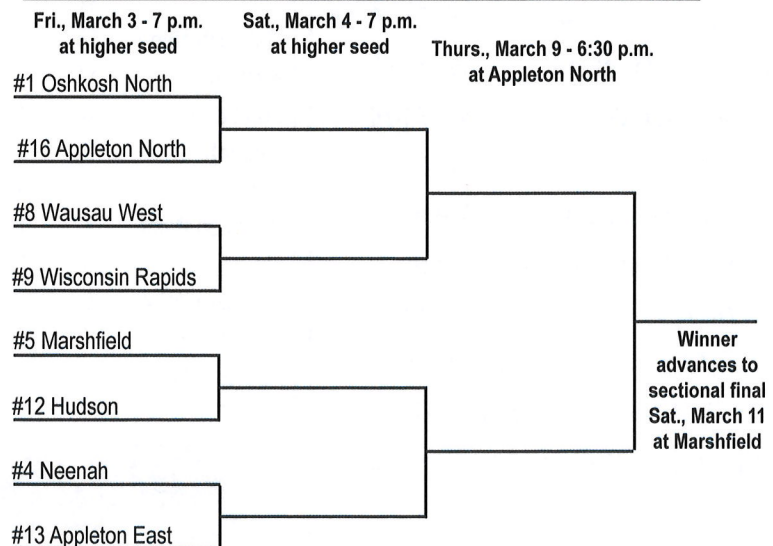 Fri., March 3 - 7 p.m.
at higher seed
Sat., March 4 - 7 p.m.
at higher seed
Thurs., March 9 - 6:30 p.m.
at Appleton North
#1 Oshkosh North
#16 Appleton North
#8 Wausau West
#9 Wisconsin Rapids
#5 Marshfield
#12 Hudson
#4 Neenah
#13 Appleton East
Winner
advances to
sectional final
Sat., March 11
at Marshfield